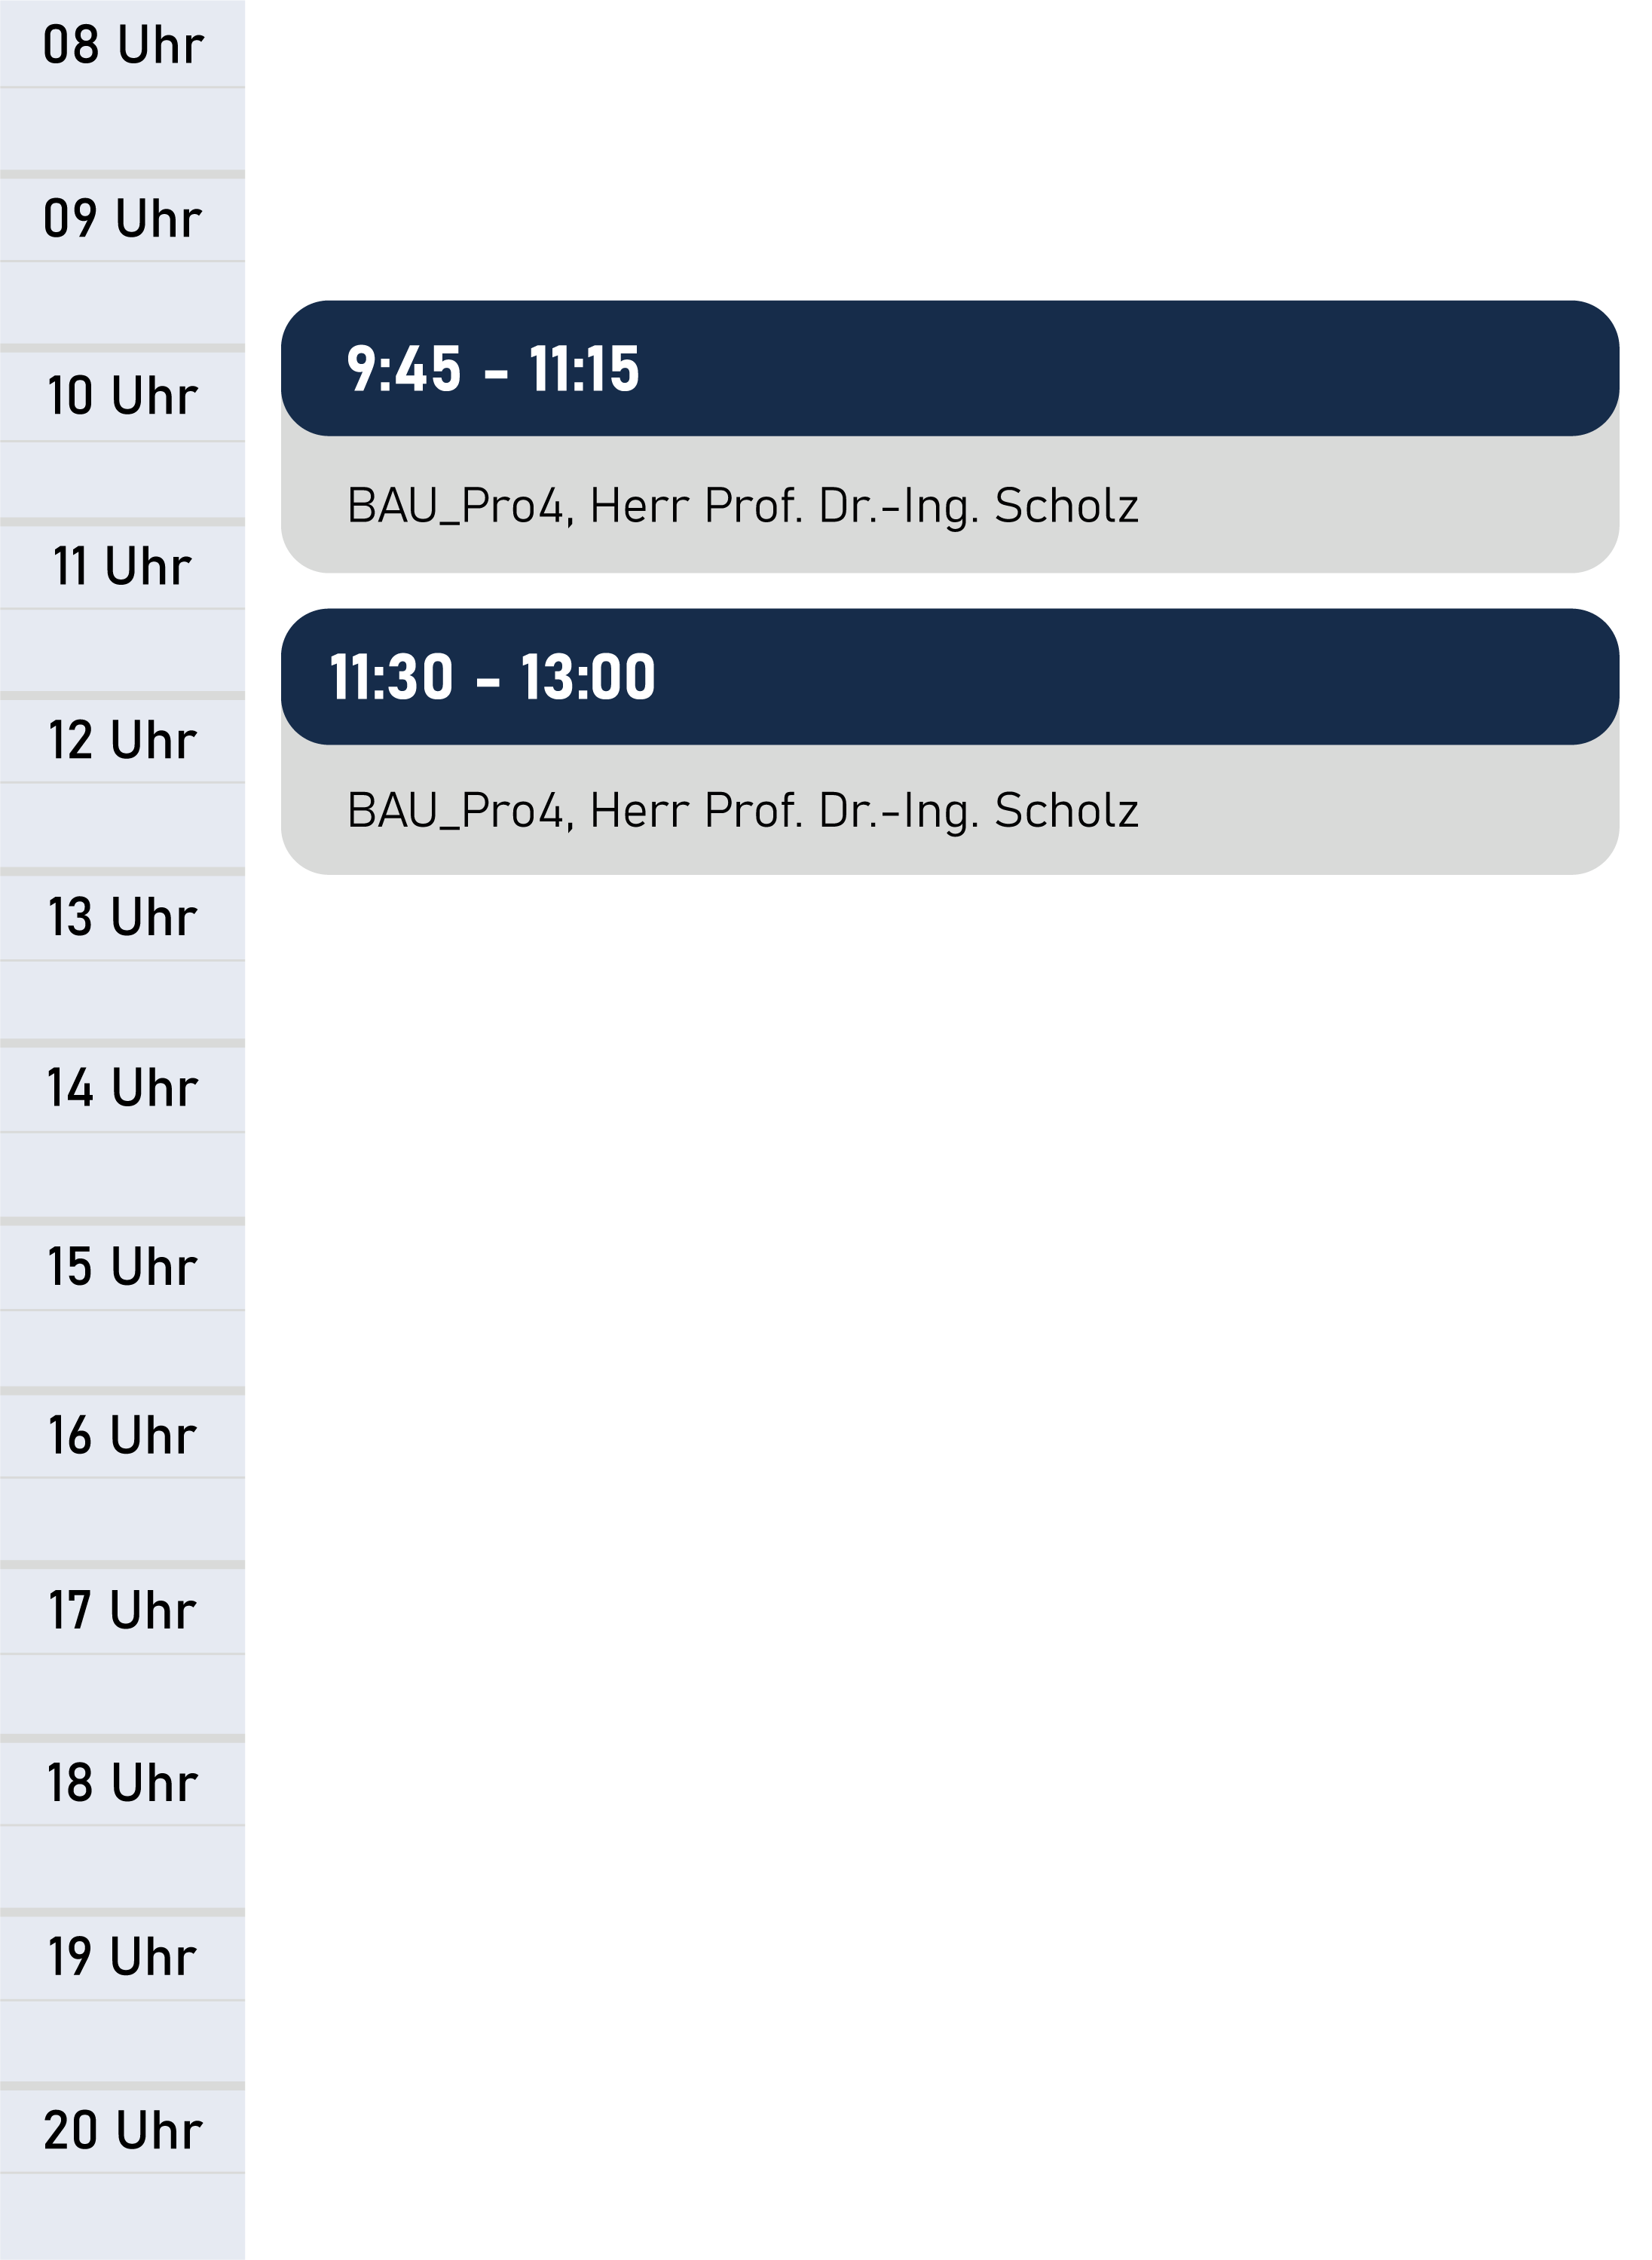 08 Uhr
09 Uhr
10 Uhr
11 Uhr
12 Uhr
13 Uhr
14 Uhr
15 Uhr
16 Uhr
17 Uhr
18 Uhr
19 Uhr
20 Uhr
9:45 - 11:15
BAU_Pro4, Herr Prof. Dr.-Ing. Scholz
11:30 - 13:00
BAU_Pro4, Herr Prof. Dr.-Ing. Scholz